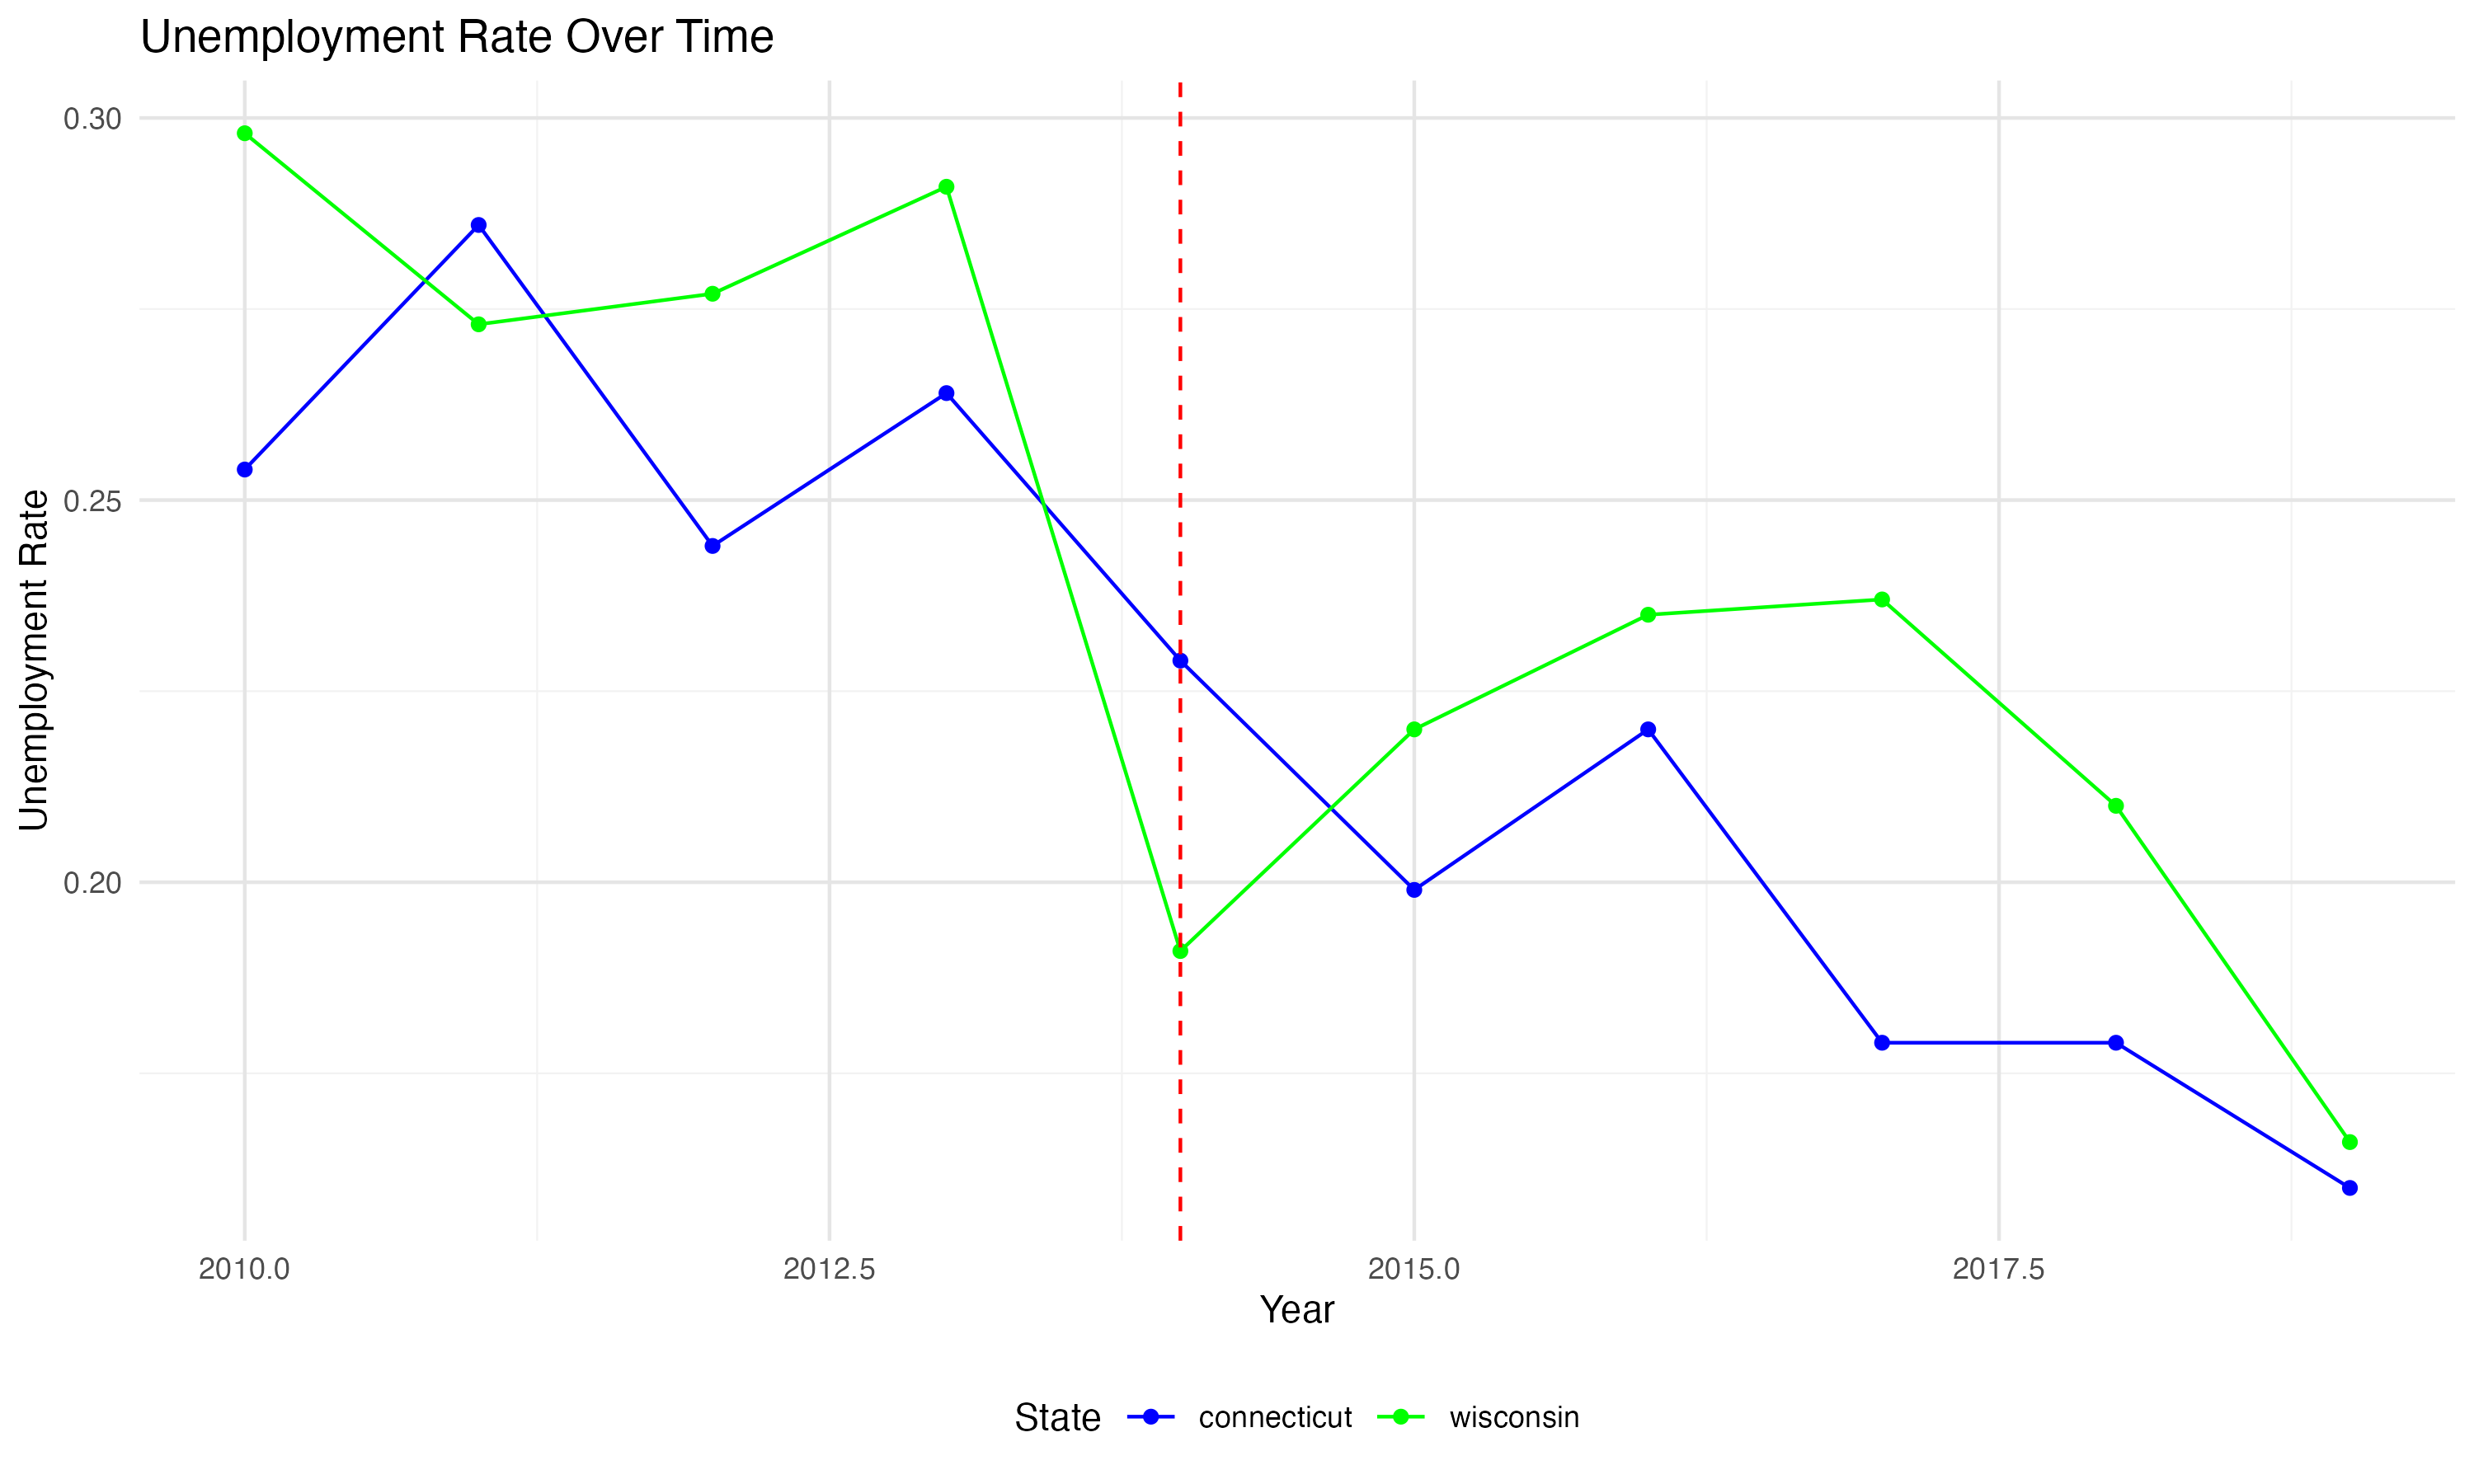 Unemployment Rate Over Time
Unemployment Rate
0.30
0.25
0.20
2010.0 2012.5 2015.0 2017.5
Year
State connecticut wisconsin